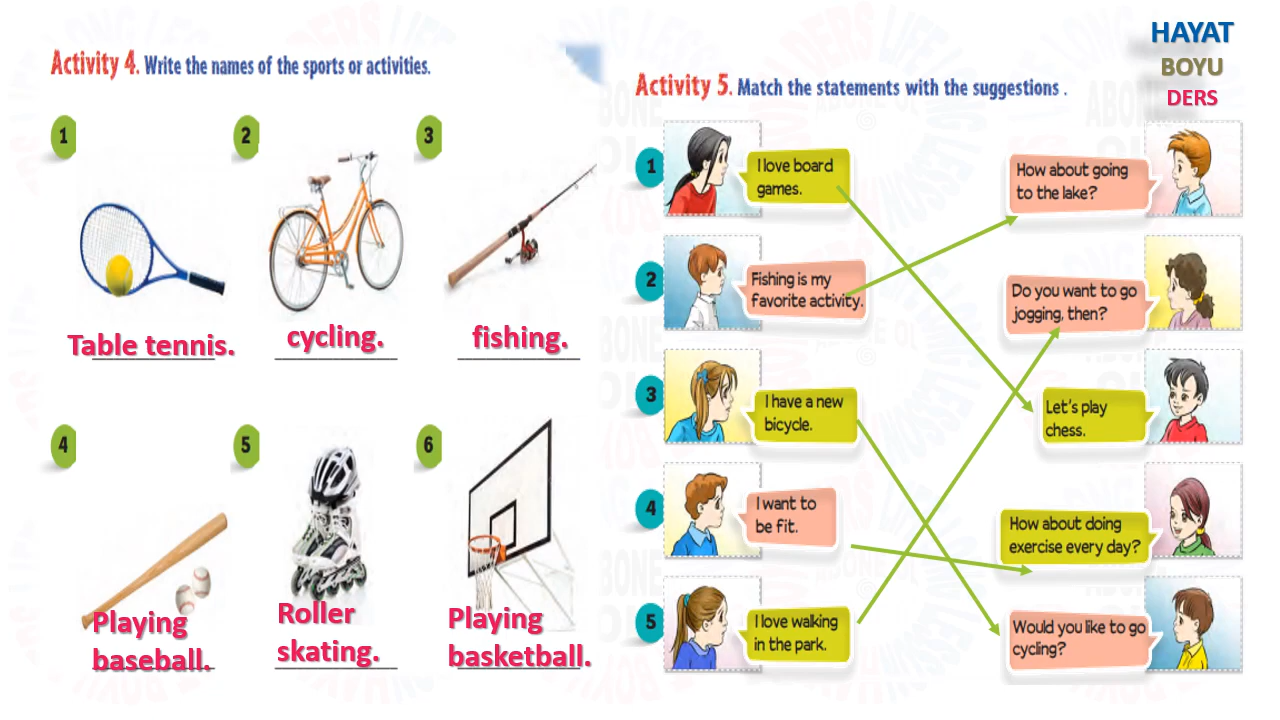 HAYAT
BOYU
DERS
Activity 4. Write the names of the sports or activities.
1
2
3
Table tennis.
cycling.
fishing.
4
5
6
Playing
baseball.
Roller
skating.
Playing
basketball.
Activity 5. Match the statements with the suggestions .
1
I love board
games.
How about going
to the lake?
2
Fishing is my
favorite activity.
Do you want to go
jogging, then?
3
I have a new
bicycle.
Let's play
chess.
4
I want to
be fit.
How about doing
exercise every day?
5
I love walking
in the park.
Would you like to go
cycling?